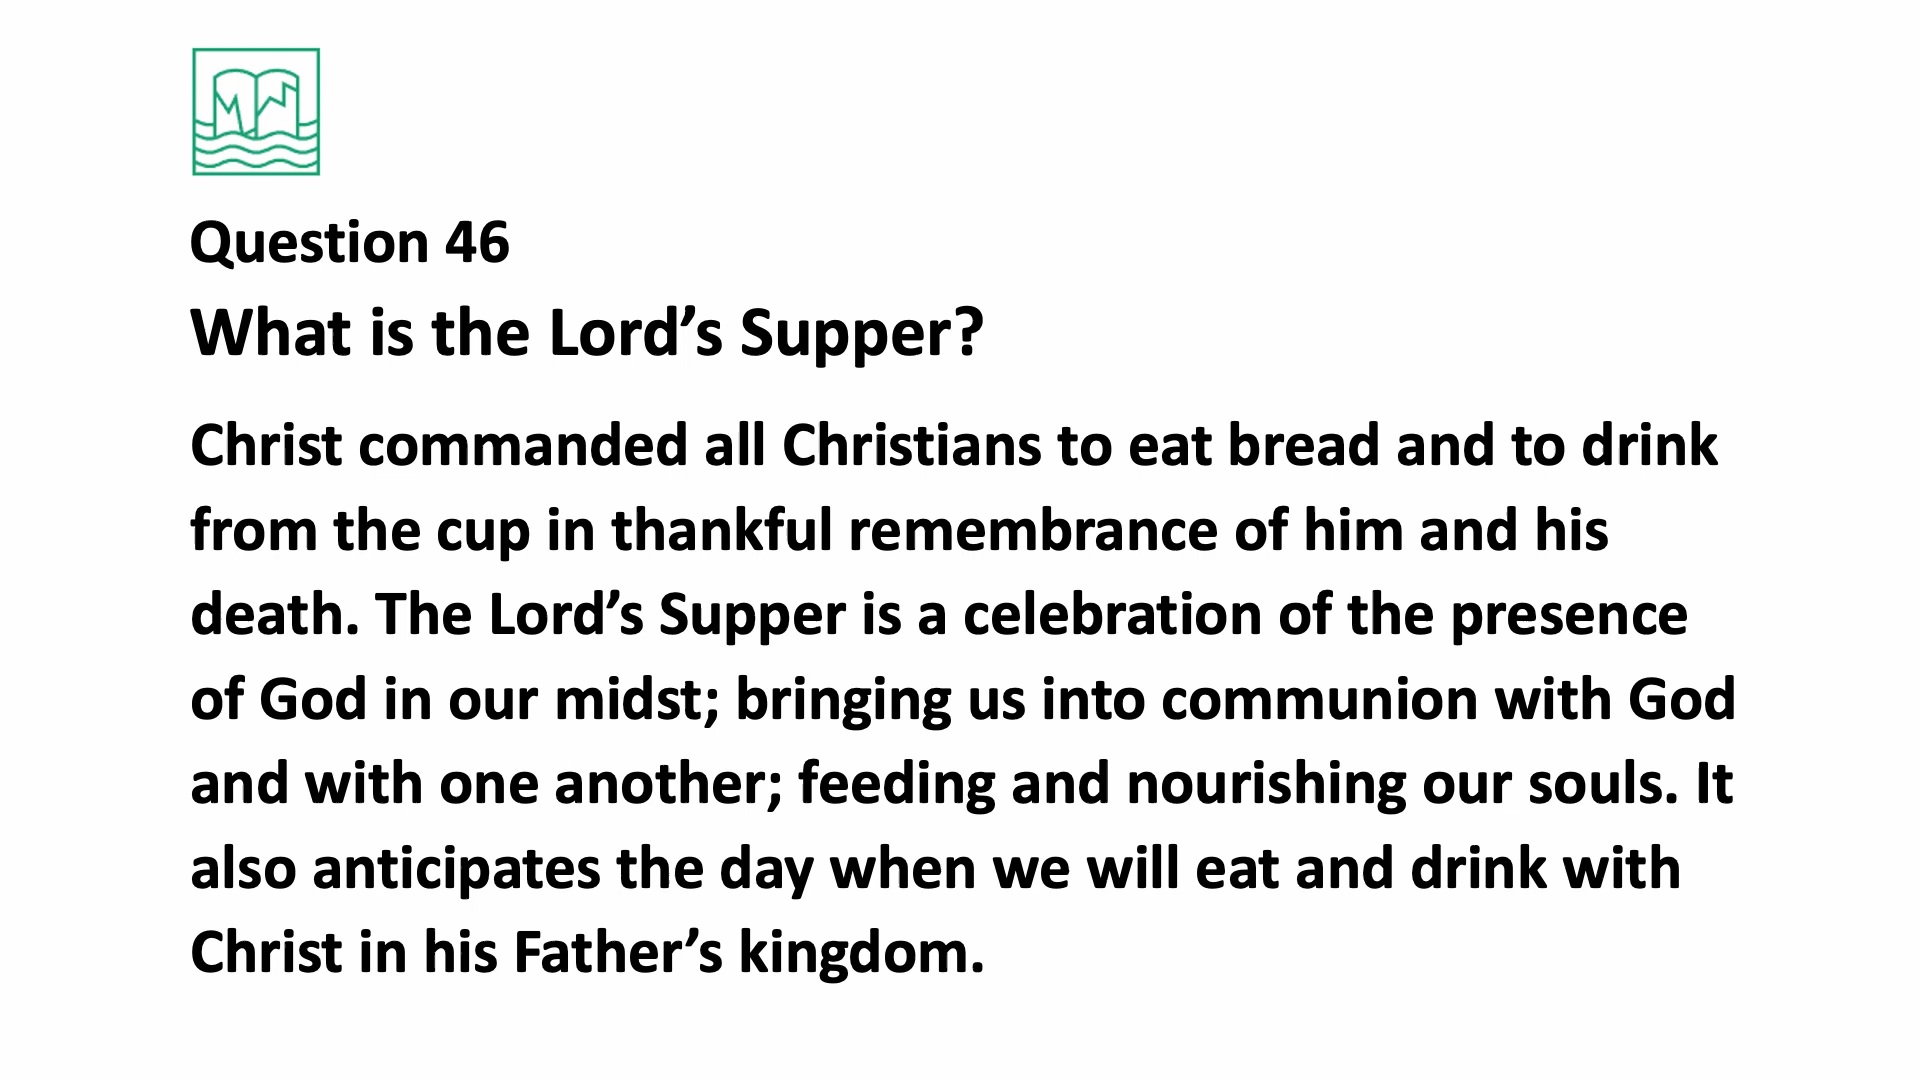 Question 46
What is the Lord’s Supper?
Christ commanded all Christians to eat bread and to drink
from the cup in thankful remembrance of him and his
death. The Lord’s Supper is a celebration of the presence
of God in our midst; bringing us into communion with God
and with one another; feeding and nourishing our souls. It
also anticipates the day when we will eat and drink with
Christ in his Father’s kingdom.